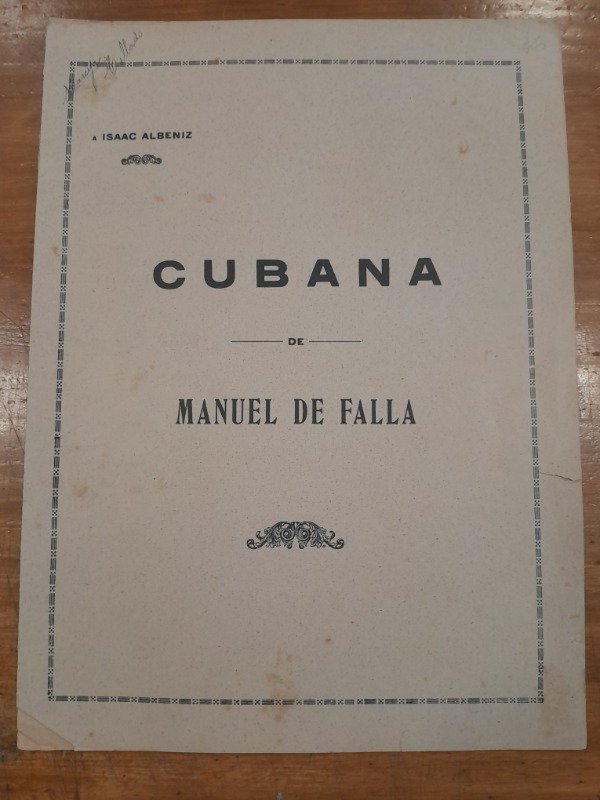 A ISAAC ALBENIZ
CUBANA
DE
MANUEL DE FALLA